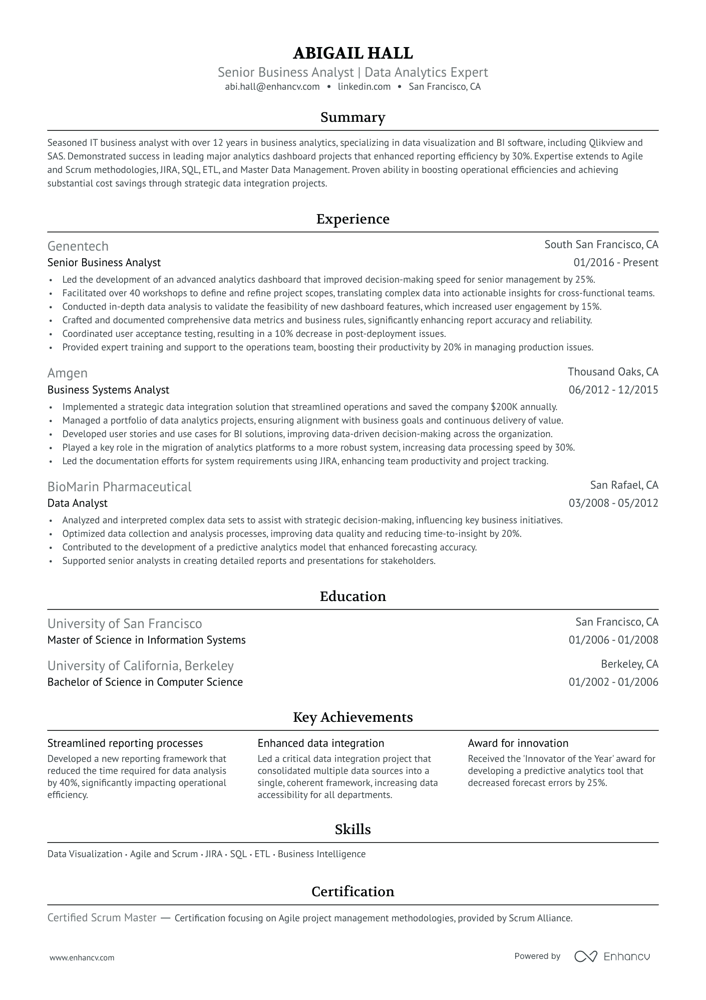 ABIGAIL HALL
Senior Business Analyst | Data Analytics Expert
abi.hall@enhancv.com • linkedin.com • San Francisco, CA
Summary
Seasoned IT business analyst with over 12 years in business analytics, specializing in data visualization and BI software, including Qlikview and
SAS. Demonstrated success in leading major analytics dashboard projects that enhanced reporting efficiency by 30%. Expertise extends to Agile
and Scrum methodologies, JIRA, SQL, ETL, and Master Data Management. Proven ability in boosting operational efficiencies and achieving
substantial cost savings through strategic data integration projects.
Experience
Genentech South San Francisco, CA
Senior Business Analyst 01/2016 - Present
• Led the development of an advanced analytics dashboard that improved decision-making speed for senior management by 25%.
• Facilitated over 40 workshops to define and refine project scopes, translating complex data into actionable insights for cross-functional teams.
• Conducted in-depth data analysis to validate the feasibility of new dashboard features, which increased user engagement by 15%.
• Crafted and documented comprehensive data metrics and business rules, significantly enhancing report accuracy and reliability.
• Coordinated user acceptance testing, resulting in a 10% decrease in post-deployment issues.
• Provided expert training and support to the operations team, boosting their productivity by 20% in managing production issues.
Amgen Thousand Oaks, CA
Business Systems Analyst 06/2012 - 12/2015
• Implemented a strategic data integration solution that streamlined operations and saved the company $200K annually.
• Managed a portfolio of data analytics projects, ensuring alignment with business goals and continuous delivery of value.
• Developed user stories and use cases for BI solutions, improving data-driven decision-making across the organization.
• Played a key role in the migration of analytics platforms to a more robust system, increasing data processing speed by 30%.
• Led the documentation efforts for system requirements using JIRA, enhancing team productivity and project tracking.
BioMarin Pharmaceutical San Rafael, CA
Data Analyst 03/2008 - 05/2012
• Analyzed and interpreted complex data sets to assist with strategic decision-making, influencing key business initiatives.
• Optimized data collection and analysis processes, improving data quality and reducing time-to-insight by 20%.
• Contributed to the development of a predictive analytics model that enhanced forecasting accuracy.
• Supported senior analysts in creating detailed reports and presentations for stakeholders.
Education
University of San Francisco San Francisco, CA
Master of Science in Information Systems 01/2006 - 01/2008
University of California, Berkeley Berkeley, CA
Bachelor of Science in Computer Science 01/2002 - 01/2006
Key Achievements
Streamlined reporting processes
Developed a new reporting framework that
reduced the time required for data analysis
by 40%, significantly impacting operational
efficiency.
Enhanced data integration
Led a critical data integration project that
consolidated multiple data sources into a
single, coherent framework, increasing data
accessibility for all departments.
Award for innovation
Received the 'Innovator of the Year' award for
developing a predictive analytics tool that
decreased forecast errors by 25%.
Skills
Data Visualization · Agile and Scrum · JIRA · SQL · ETL · Business Intelligence
Certification
Certified Scrum Master — Certification focusing on Agile project management methodologies, provided by Scrum Alliance.
www.enhancv.com Powered by Enhancv